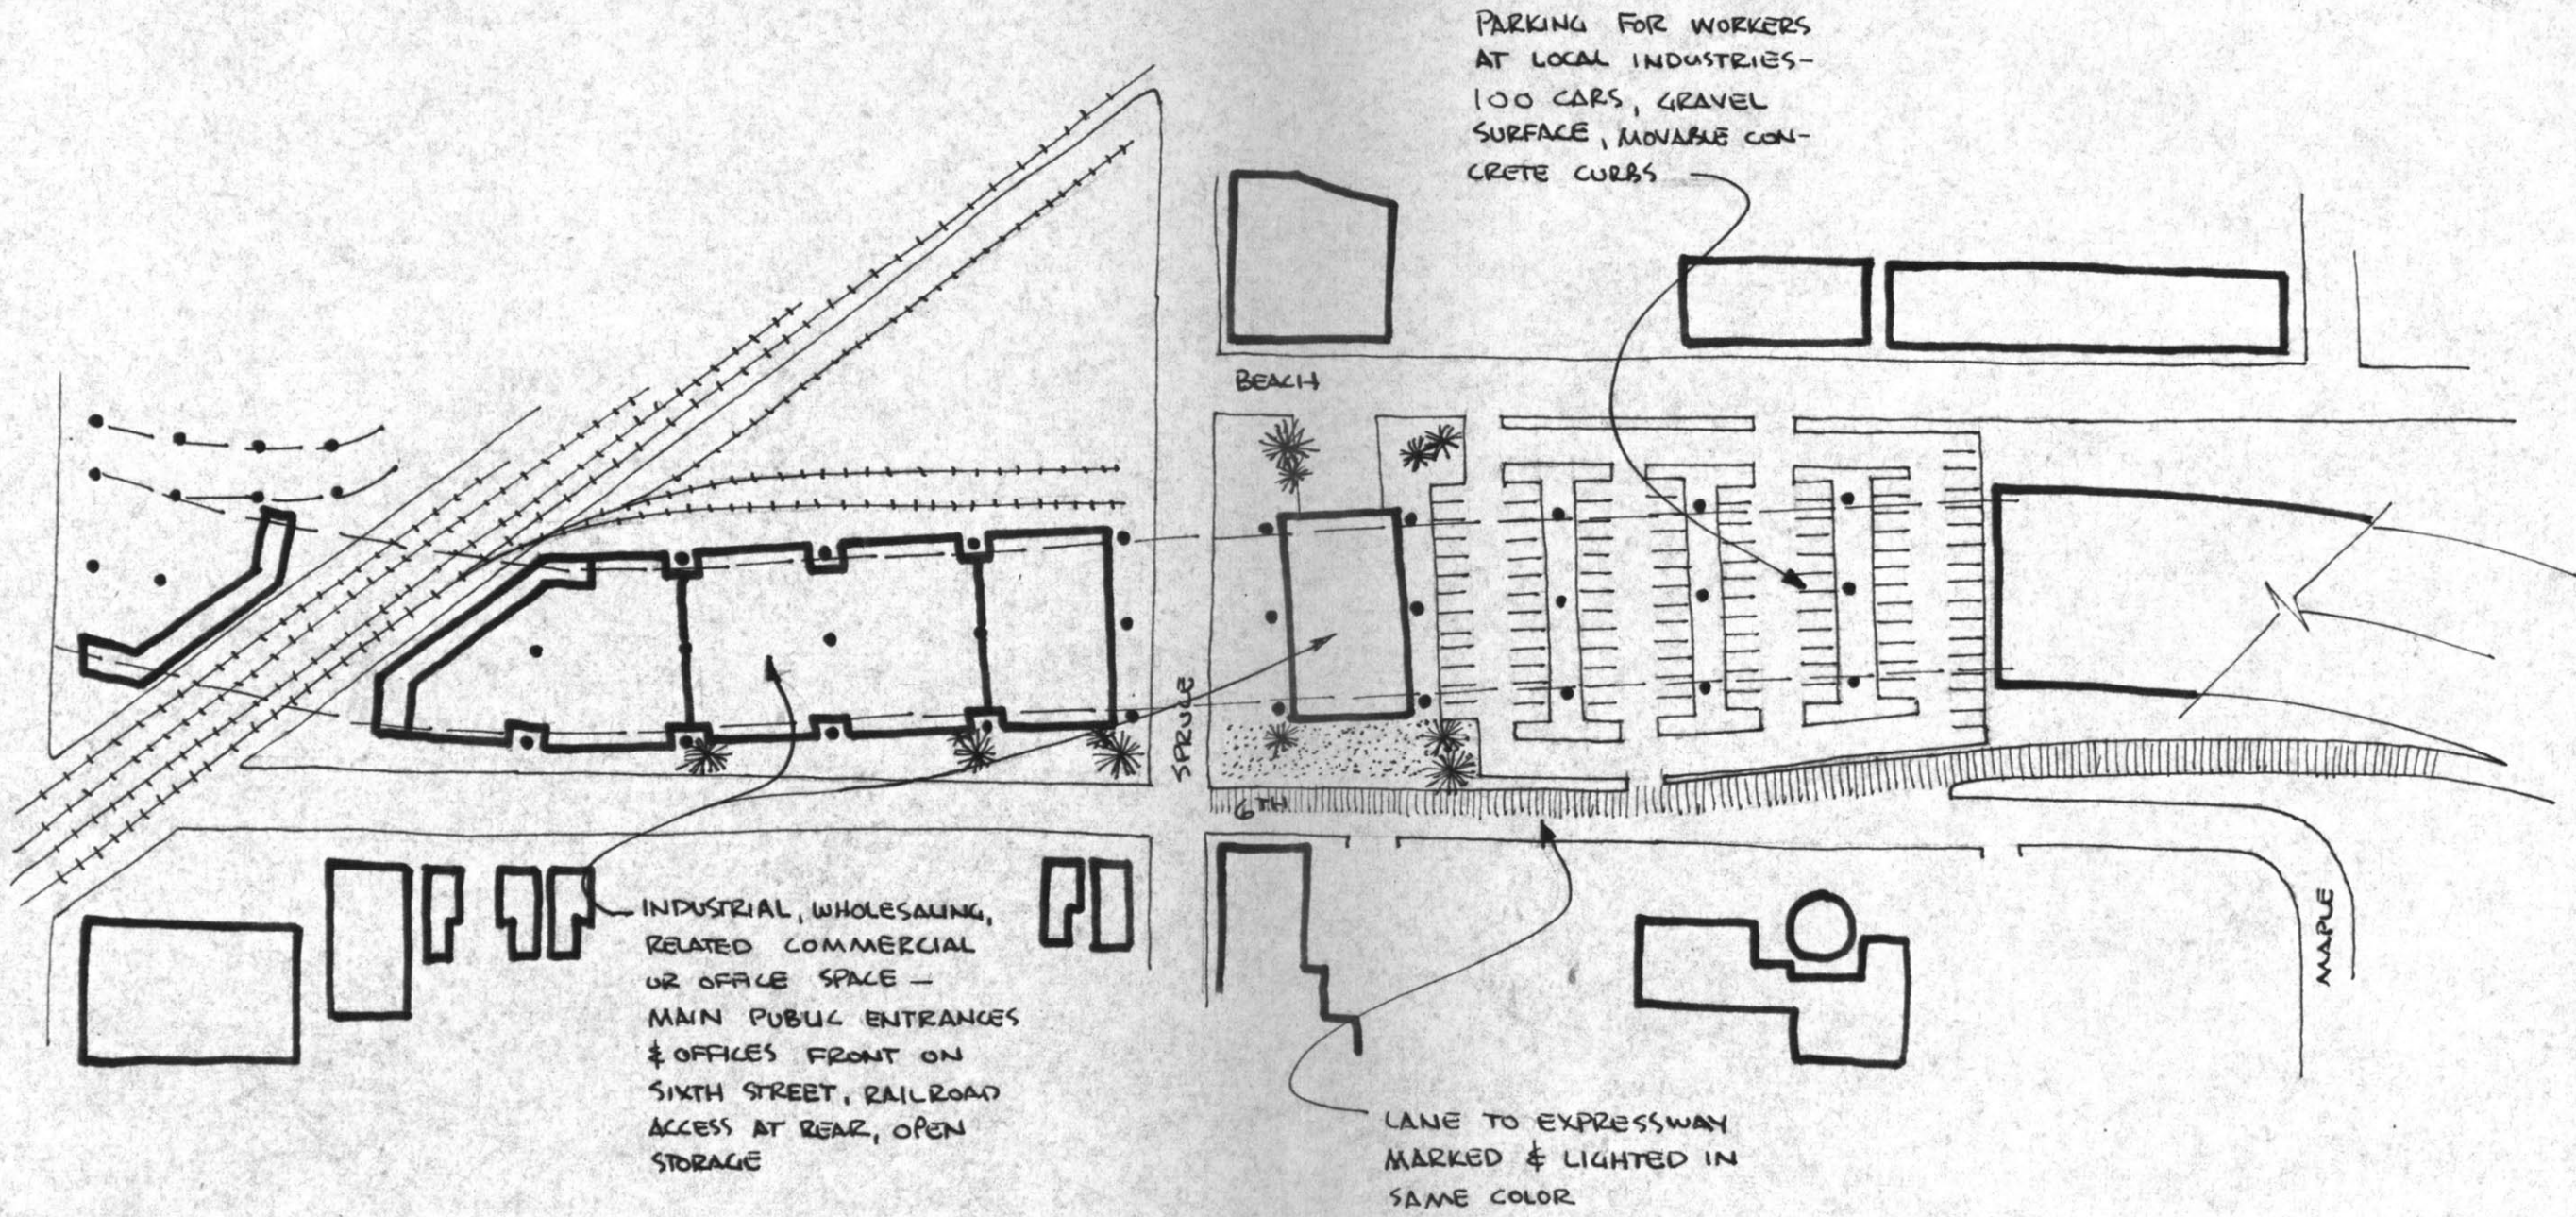 PARKING FOR WORKERS
AT LOCAL INDUSTRIES-
100 CARS, GRAVEL
SURFACE, MOVABLE CON-
CRETE CURBS
BEACH
SPRUCE
6TH
MAPLE
INDUSTRIAL, WHOLESALING,
RELATED COMMERCIAL
OR OFFICE SPACE —
MAIN PUBLIC ENTRANCES
& OFFICES FRONT ON
SIXTH STREET, RAILROAD
ACCESS AT REAR, OPEN
STORAGE
LANE TO EXPRESSWAY
MARKED & LIGHTED IN
SAME COLOR